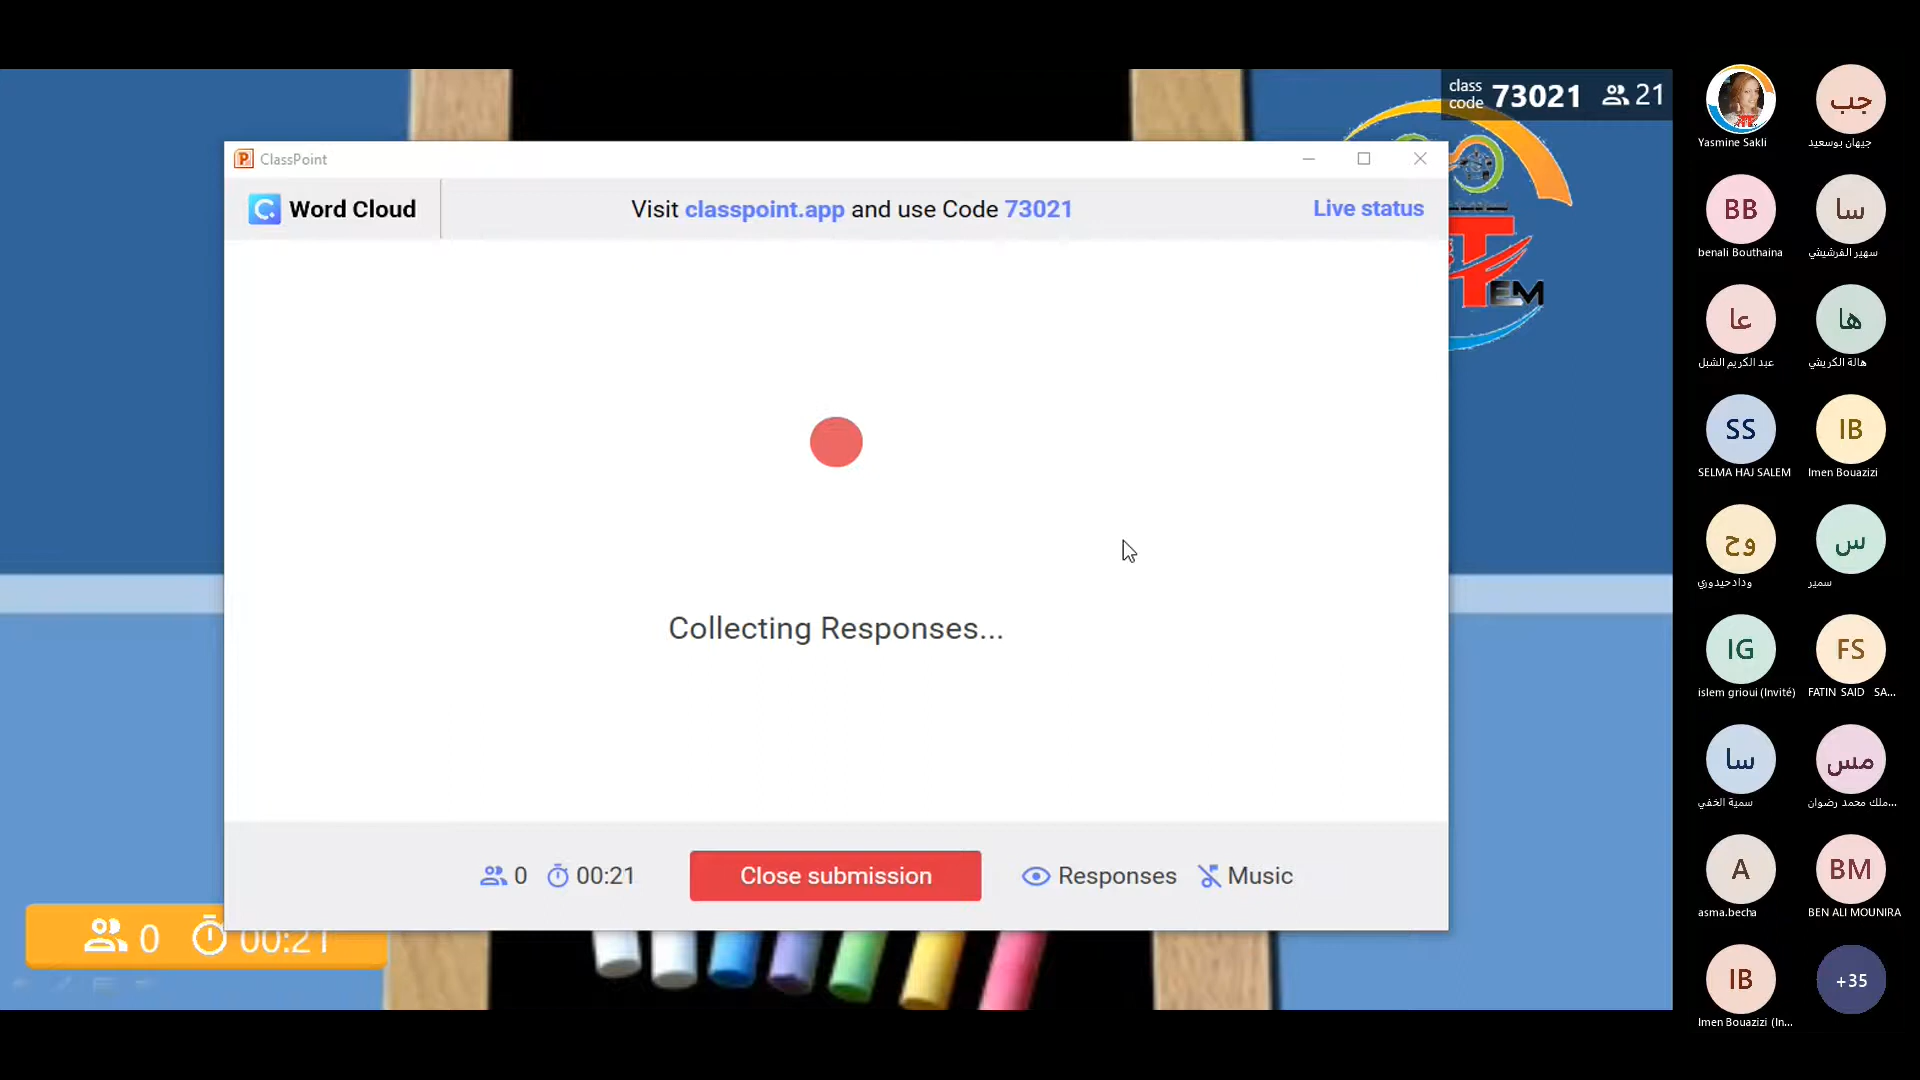 class code 73021 21
ClassPoint
Word Cloud
Visit classpoint.app and use Code 73021
Live status
EM
Collecting Responses...
0 00:21
Close submission
Responses
Music
0 00:21
Yasmine Sakli
جب
جيهان بوسعيد
BB
benali Bouthaina
سا
سهير الفرشيشي
عا
عبد الكريم الشبل
ها
هالة الكريشي
SS
SELMA HAJ SALEM
IB
Imen Bouazizi
وح
ودادحيدوري
س
سمير
IG
islem grioui (Invité)
FS
FATIN SAID SA...
سا
سمية الخفي
مس
ملك محمد رضوان...
A
asma.becha
BM
BEN ALI MOUNIRA
IB
Imen Bouazizi (In...
+35